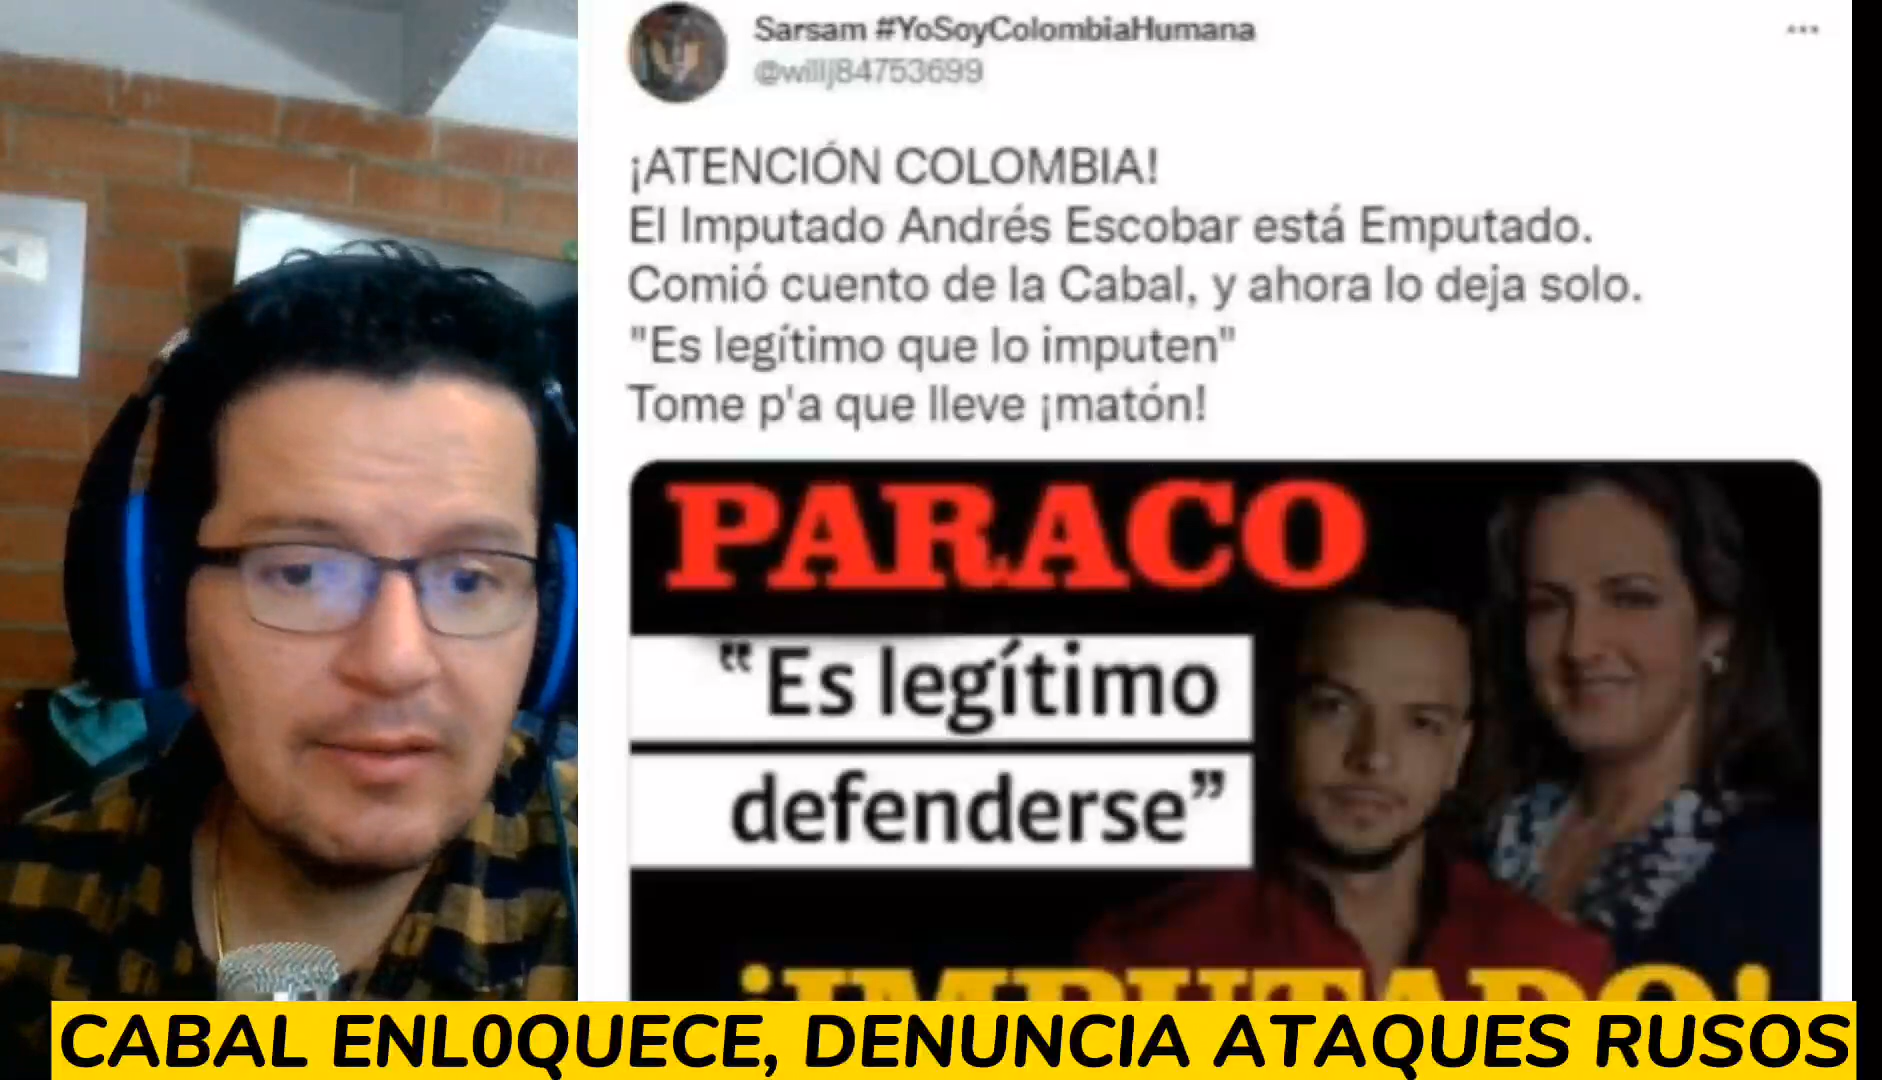 Sarsam #YoSoyColombiaHumana
@willj84753699
¡ATENCIÓN COLOMBIA!
El Imputado Andrés Escobar está Emputado.
Comió cuento de la Cabal, y ahora lo deja solo.
"Es legítimo que lo imputen"
Tome p'a que lleve ¡matón!
PARACO
“Es legítimo
defenderse”
¡IMPUTADO!
CABAL ENL0QUECE, DENUNCIA ATAQUES RUSOS